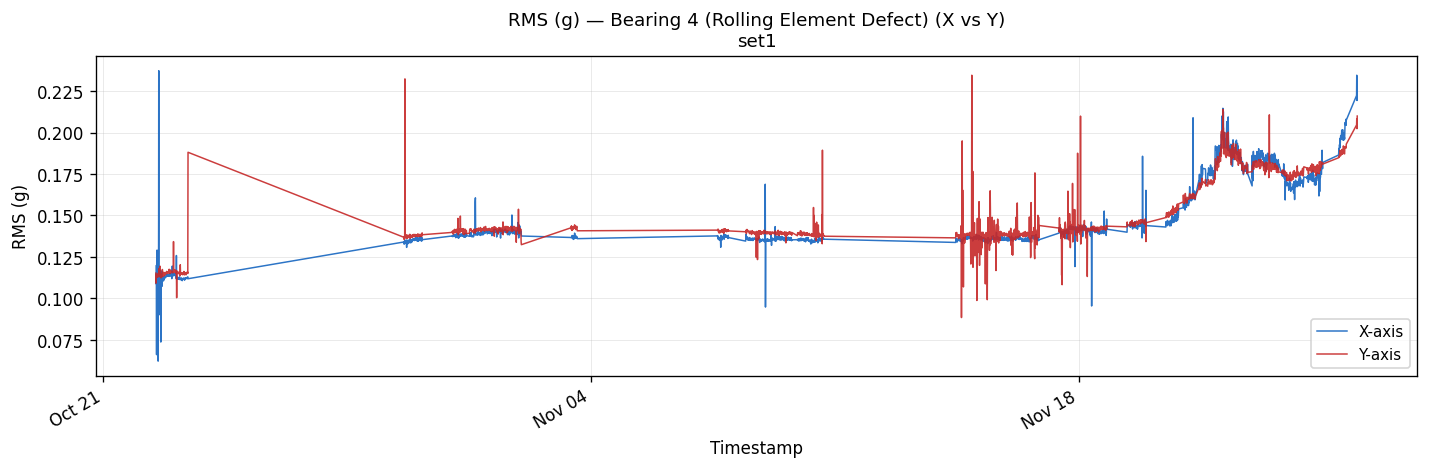 RMS (g) — Bearing 4 (Rolling Element Defect) (X vs Y)
set1
RMS (g)
0.225
0.200
0.175
0.150
0.125
0.100
0.075
X-axis
Y-axis
Oct 21
Nov 04
Nov 18
Timestamp